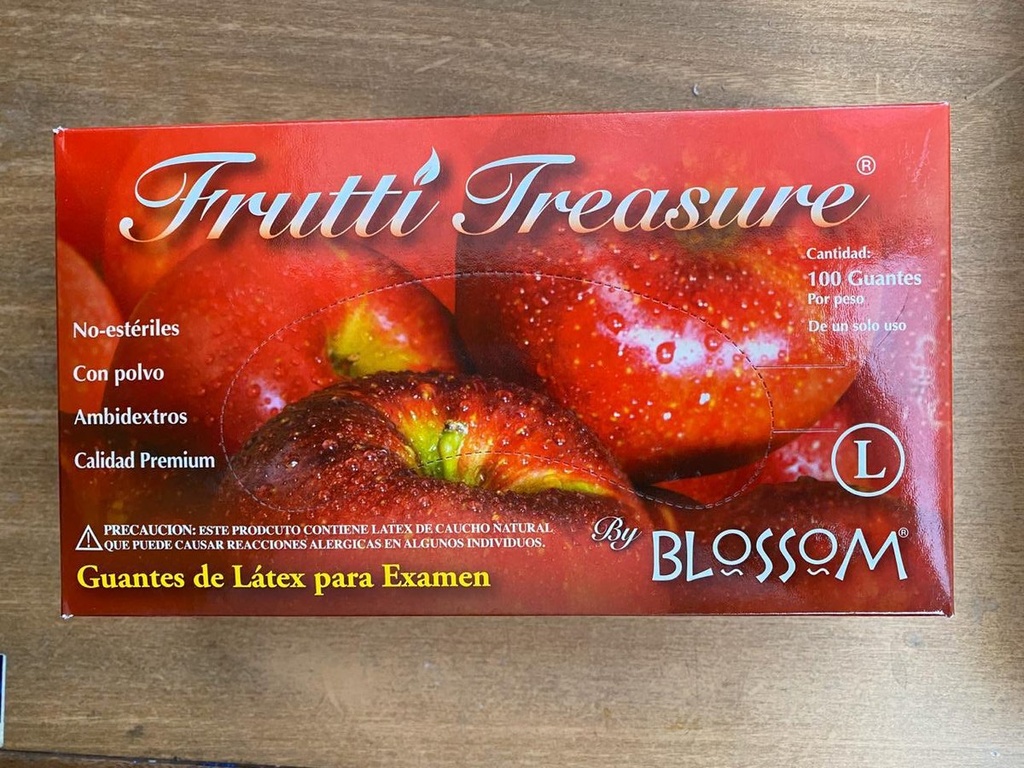 Frutti Treasure®
Cantidad:
100 Guantes
Por peso
De un solo uso
No-estériles
Con polvo
Ambidextros
Calidad Premium
L
⚠ PRECAUCION: ESTE PRODCUTO CONTIENE LATEX DE CAUCHO NATURAL
QUE PUEDE CAUSAR REACCIONES ALERGICAS EN ALGUNOS INDIVIDUOS.
Guantes de Látex para Examen
By
BLOSSOM®